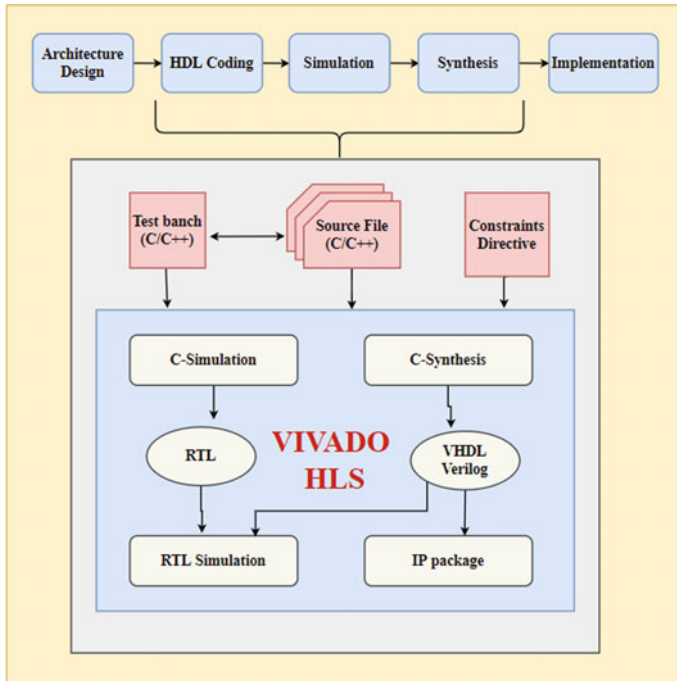 Architecture
Design
HDL Coding
Simulation
Synthesis
Implementation
Test banch
(C/C++)
Source File
(C/C++)
Constraints
Directive
C-Simulation
C-Synthesis
VIVADO
HLS
RTL
VHDL
Verilog
RTL Simulation
IP package